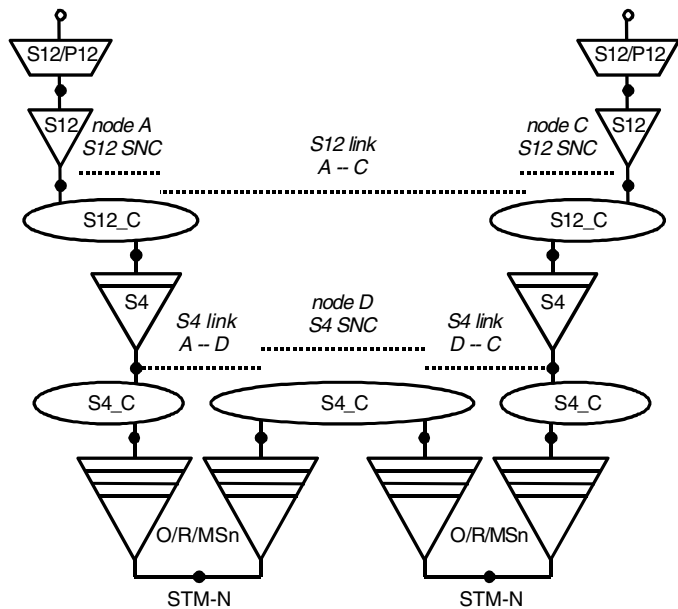 S12/P12
S12/P12
S12
node A
S12 SNC
S12 link
A -- C
node C
S12 SNC
S12
S12_C
S12_C
S4
S4 link
A -- D
node D
S4 SNC
S4 link
D -- C
S4
S4_C
S4_C
S4_C
O/R/MSn
O/R/MSn
STM-N
STM-N